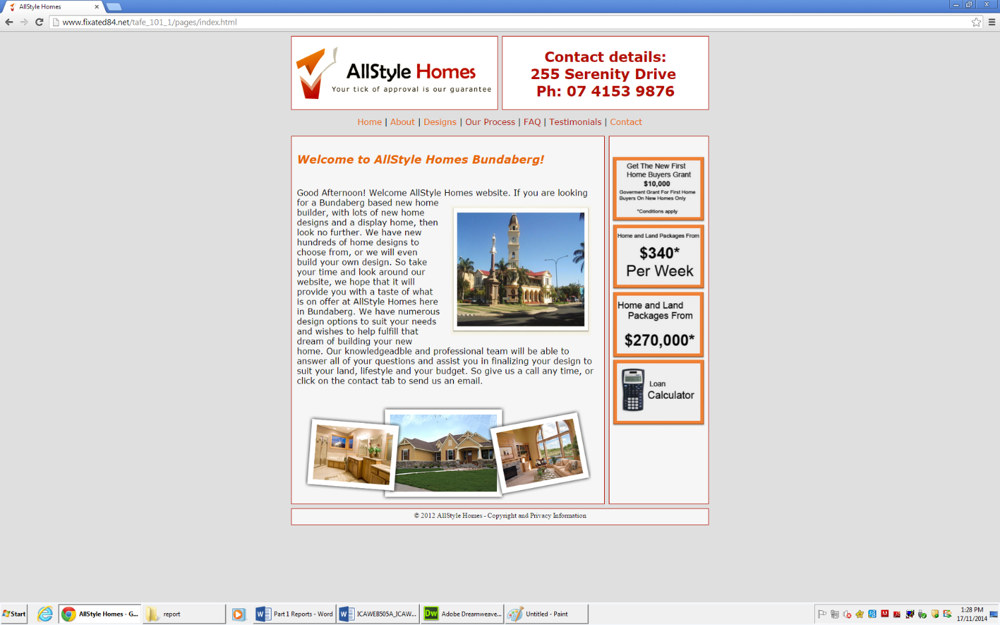 AllStyle Homes
www.fixated84.net/tafe_101_1/pages/index.html
AllStyle Homes
Your tick of approval is our guarantee
Contact details:
255 Serenity Drive
Ph: 07 4153 9876
Home | About | Designs | Our Process | FAQ | Testimonials | Contact
Welcome to AllStyle Homes Bundaberg!
Good Afternoon! Welcome AllStyle Homes website. If you are looking
for a Bundaberg based new home
builder, with lots of new home
designs and a display home, then
look no further. We have new
hundreds of home designs to
choose from, or we will even
build your own design. So take
your time and look around our
website, we hope that it will
provide you with a taste of what
is on offer at AllStyle Homes here
in Bundaberg. We have numerous
design options to suit your needs
and wishes to help fulfill that
dream of building your new
home. Our knowledgeadble and professional team will be able to
answer all of your questions and assist you in finalizing your design to
suit your land, lifestyle and your budget. So give us a call any time, or
click on the contact tab to send us an email.
Get The New First
Home Buyers Grant
$10,000
Goverment Grant For First Home
Buyers On New Homes Only
*Conditions apply
Home and Land Packages From
$340*
Per Week
Home and Land
Packages From
$270,000*
Loan
Calculator
© 2012 AllStyle Homes - Copyright and Privacy Information
Start
AllStyle Homes - G...
report
Part 1 Reports - Word
ICAWEB505A_ICAW...
Dw
Adobe Dreamweave...
Untitled - Paint
1:28 PM
17/11/2014